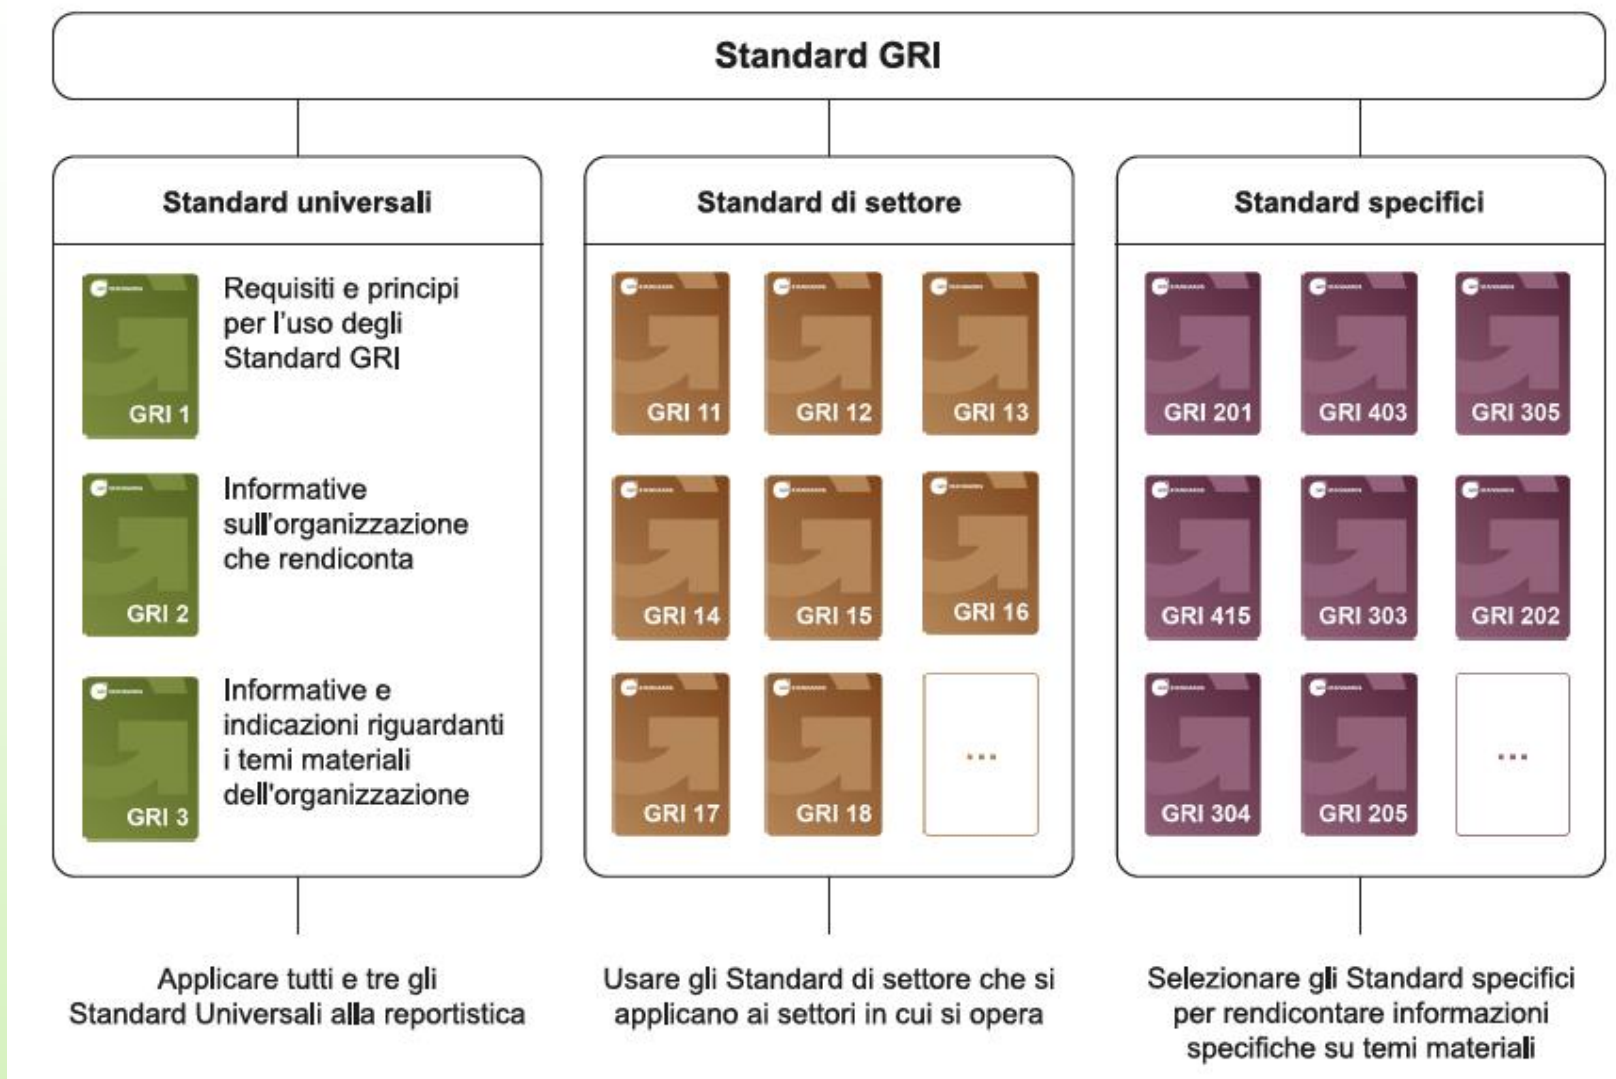 Standard GRI
Standard universali
GRI 1
Requisiti e principi
per l'uso degli
Standard GRI
GRI 2
Informative
sull'organizzazione
che rendiconta
GRI 3
Informative e
indicazioni riguardanti
i temi materiali
dell'organizzazione
Applicare tutti e tre gli
Standard Universali alla reportistica
Standard di settore
GRI 11
GRI 12
GRI 13
GRI 14
GRI 15
GRI 16
GRI 17
GRI 18
...
Usare gli Standard di settore che si
applicano ai settori in cui si opera
Standard specifici
GRI 201
GRI 403
GRI 305
GRI 415
GRI 303
GRI 202
GRI 304
GRI 205
...
Selezionare gli Standard specifici
per rendicontare informazioni
specifiche su temi materiali